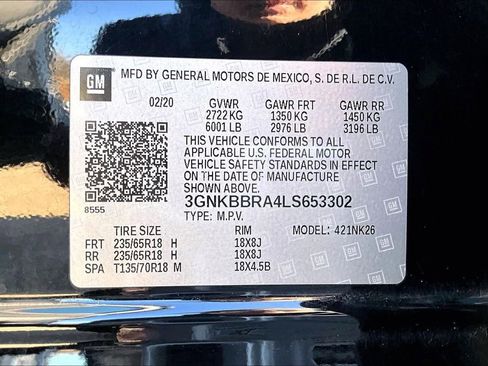 GM MFD BY GENERAL MOTORS DE MEXICO, S. DE R.L. DE C.V.
02/20 GVWR GAWR FRT GAWR RR
2722 KG 1350 KG 1450 KG
6001 LB 2976 LB 3196 LB
THIS VEHICLE CONFORMS TO ALL
APPLICABLE U.S. FEDERAL MOTOR
VEHICLE SAFETY STANDARDS IN EFFECT
ON THE DATE OF MANUFACTURE
SHOWN ABOVE.
3GNKBBRA4LS653302
8555 TYPE: M.P.V.
TIRE SIZE RIM MODEL: 421NK26
FRT 235/65R18 H 18X8J
RR 235/65R18 H 18X8J
SPA T135/70R18 M 18X4.5B